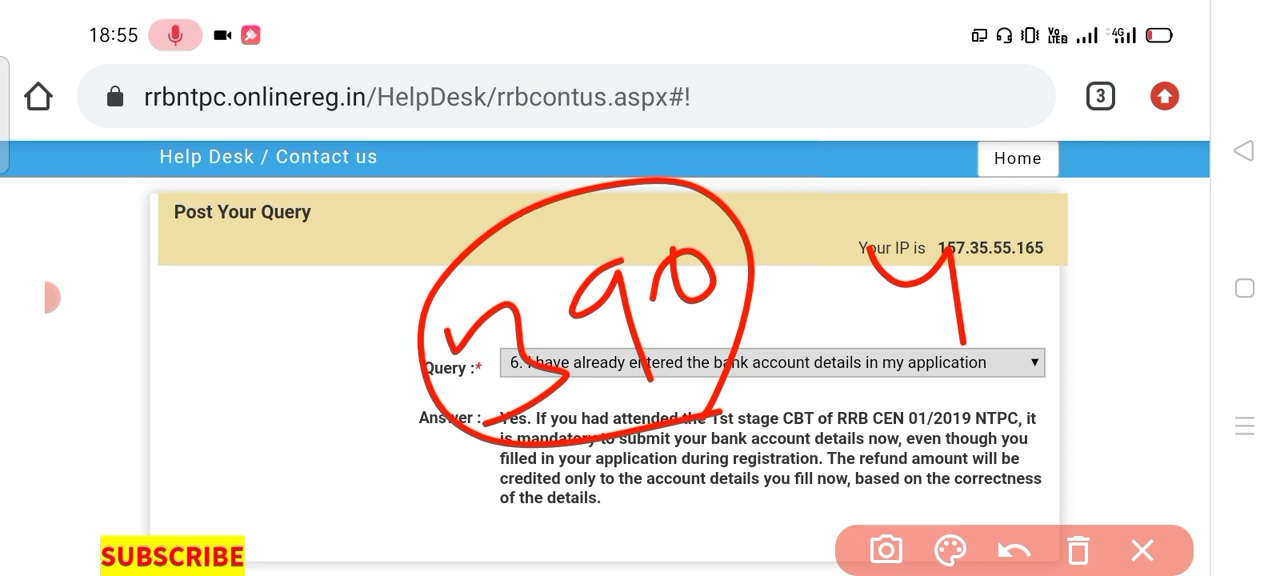 18:55
VO LTE2 4G
rrbntpc.onlinereg.in/HelpDesk/rrbcontus.aspx#!
3
Help Desk / Contact us
Home
Post Your Query
Your IP is 157.35.55.165
390
Query :* 6. I have already entered the bank account details in my application
Answer : Yes. If you had attended the 1st stage CBT of RRB CEN 01/2019 NTPC, it
is mandatory to submit your bank account details now, even though you
filled in your application during registration. The refund amount will be
credited only to the account details you fill now, based on the correctness
of the details.
SUBSCRIBE